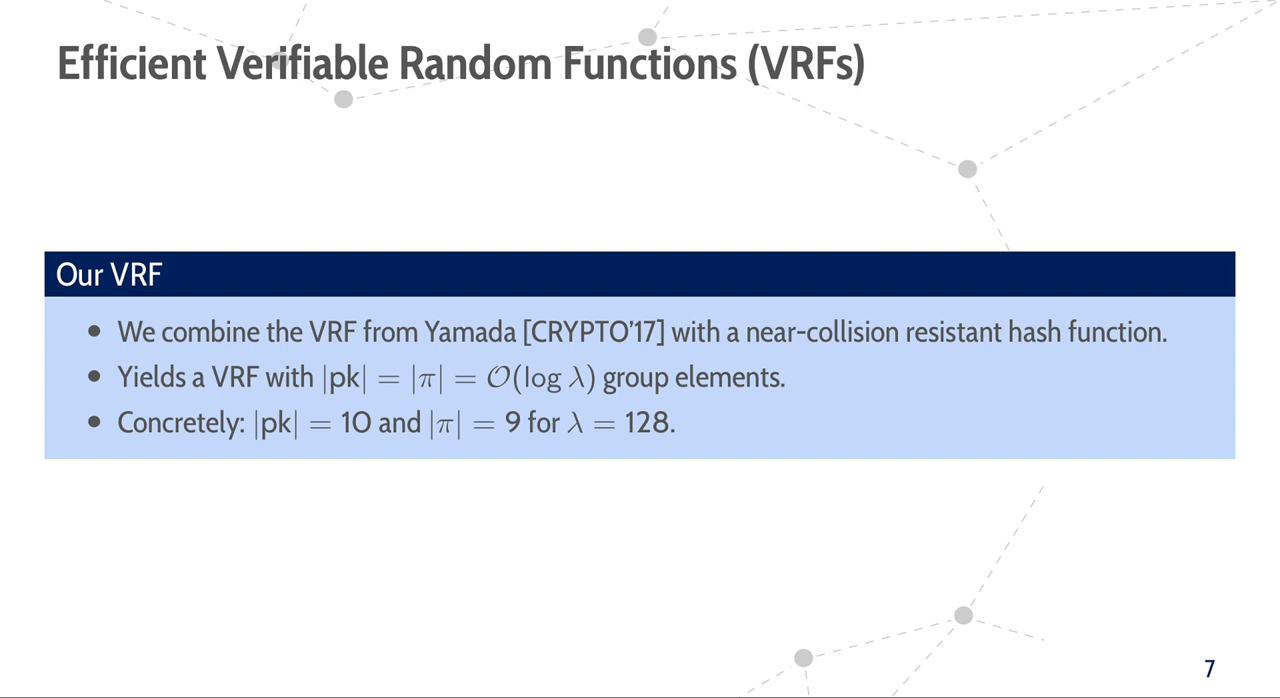 Efficient Verifiable Random Functions (VRFs)
Our VRF
• We combine the VRF from Yamada [CRYPTO'17] with a near-collision resistant hash function.
• Yields a VRF with |pk| = |π| = 𝒪(log λ) group elements.
• Concretely: |pk| = 10 and |π| = 9 for λ = 128.
7